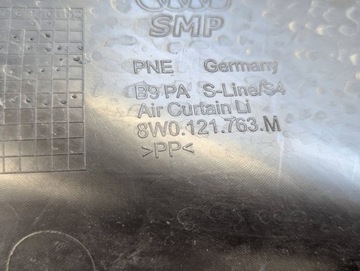 SMP
PNE Germany
B9 PA S-Line/S4
Air Curtain Li
8W0.121.763.M
>PP<